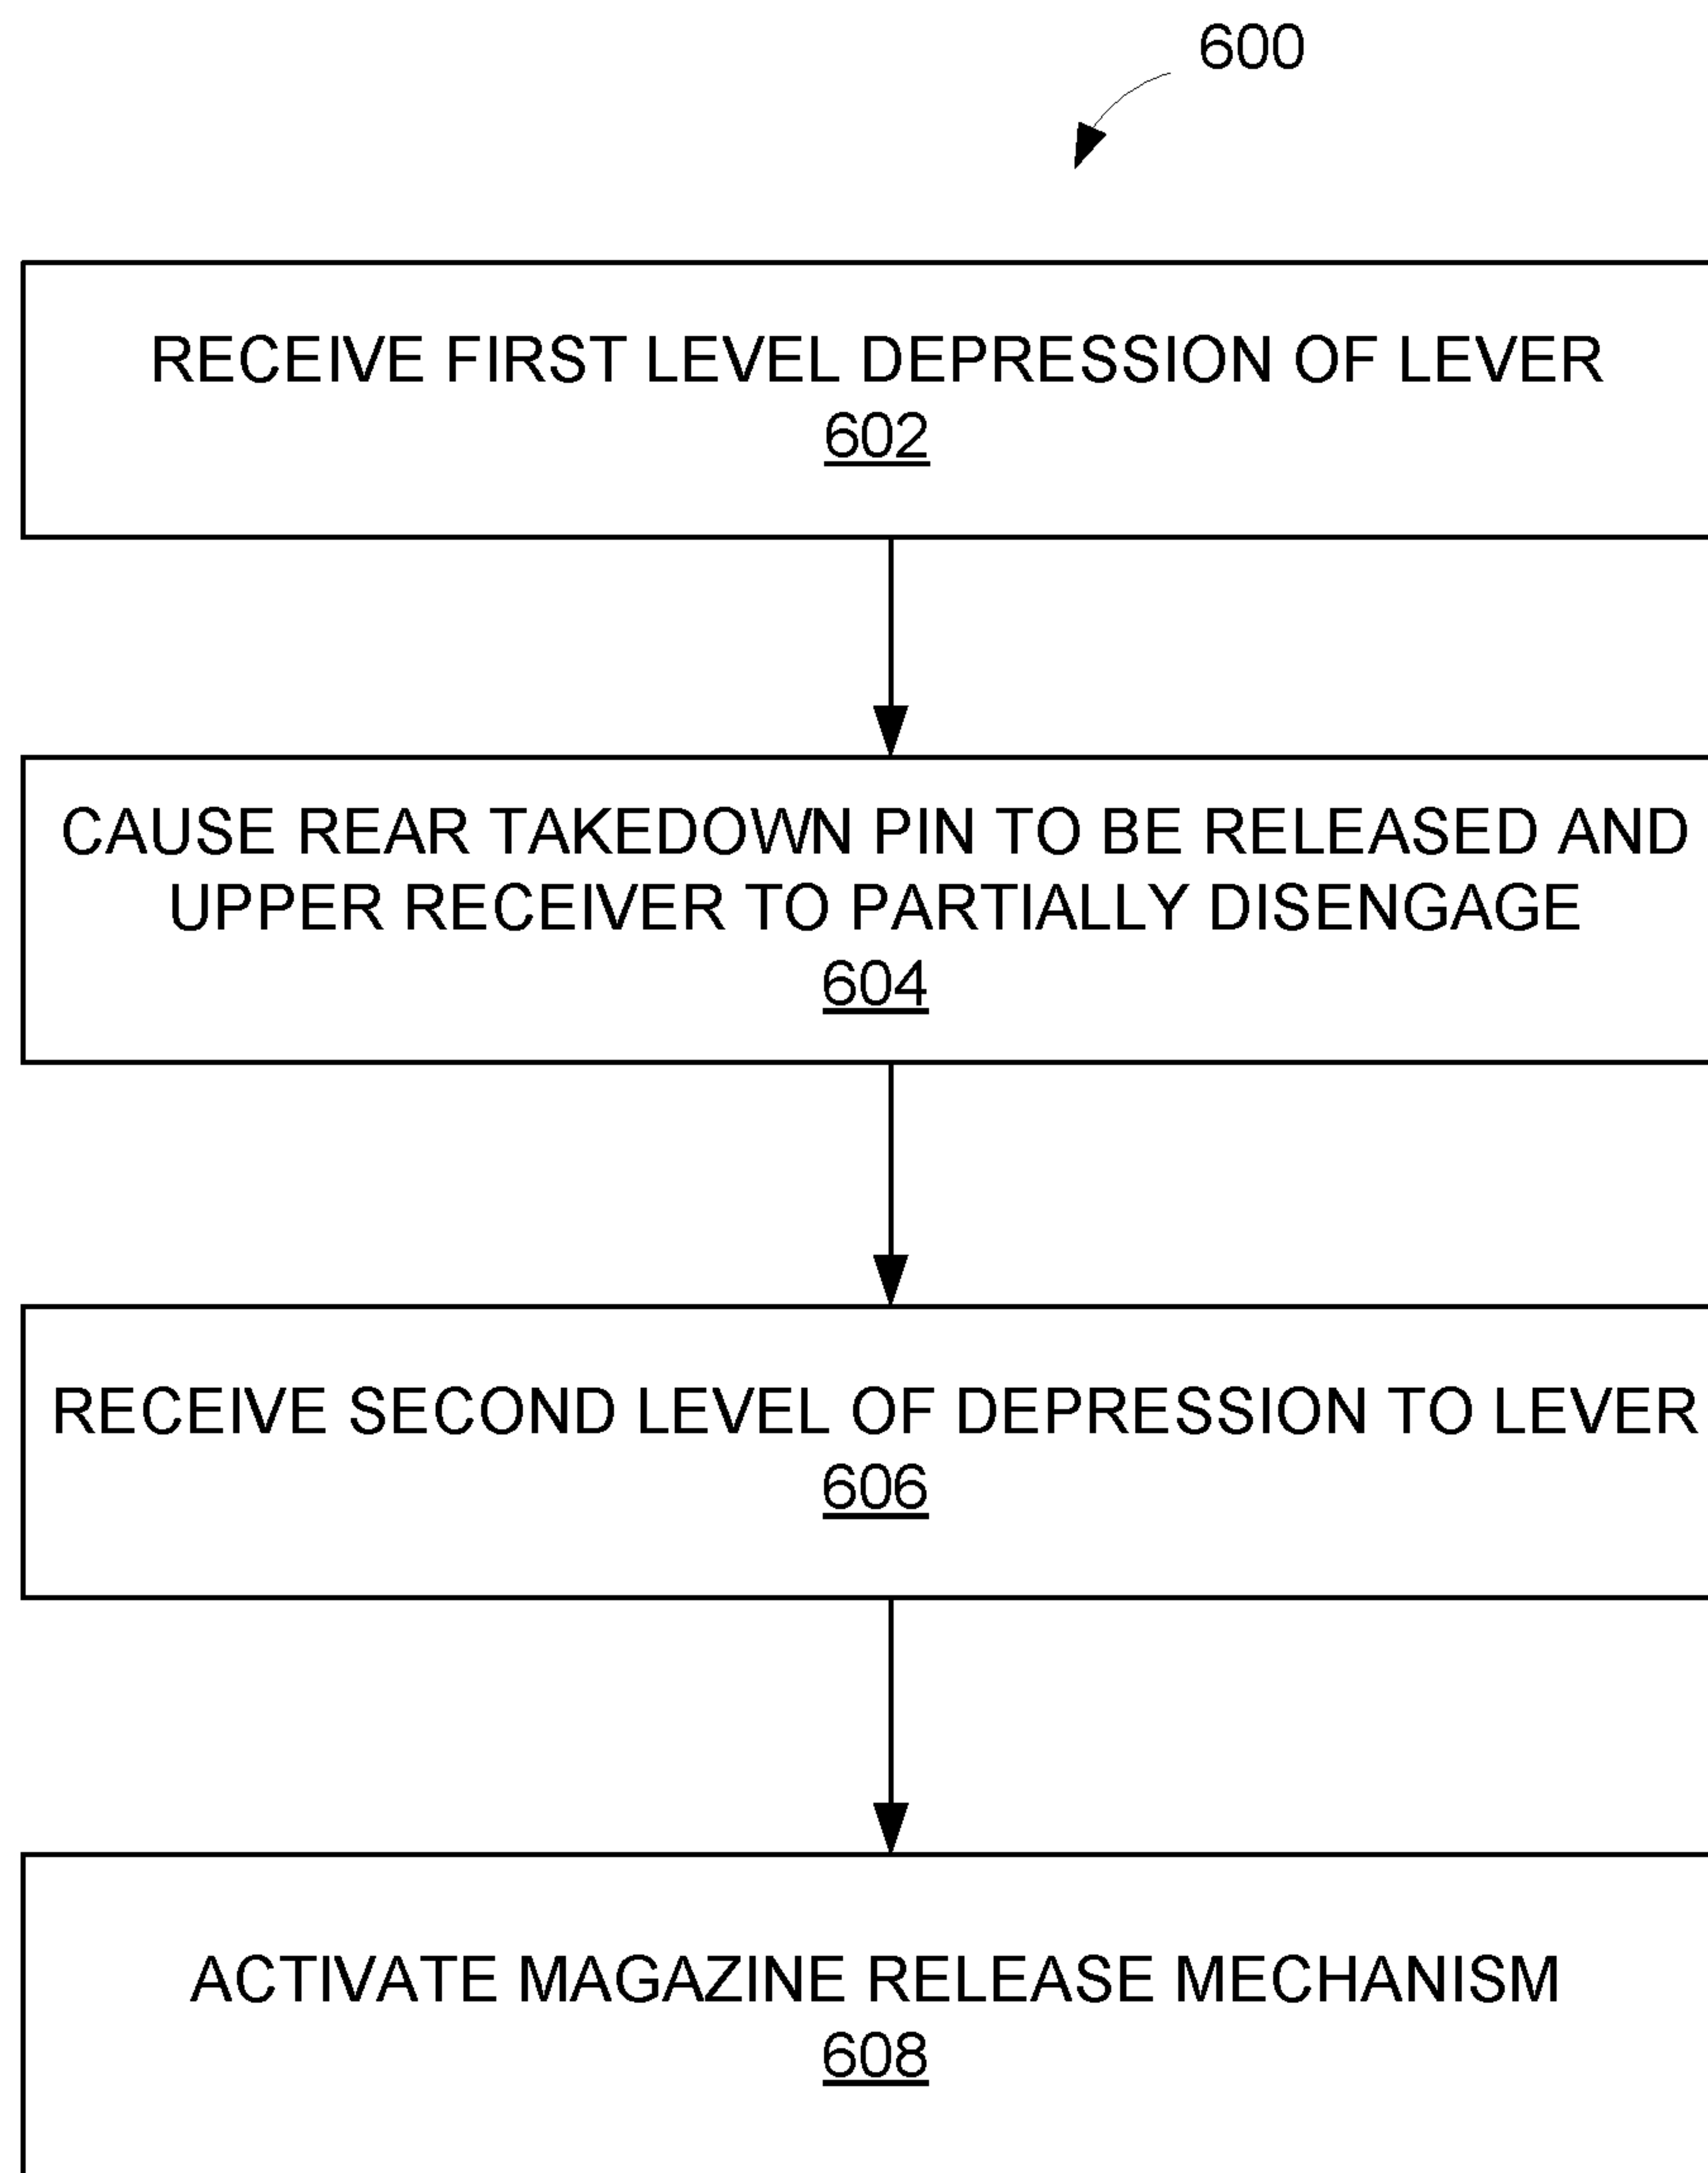 600
RECEIVE FIRST LEVEL DEPRESSION OF LEVER
602
CAUSE REAR TAKEDOWN PIN TO BE RELEASED AND
UPPER RECEIVER TO PARTIALLY DISENGAGE
604
RECEIVE SECOND LEVEL OF DEPRESSION TO LEVER
606
ACTIVATE MAGAZINE RELEASE MECHANISM
608